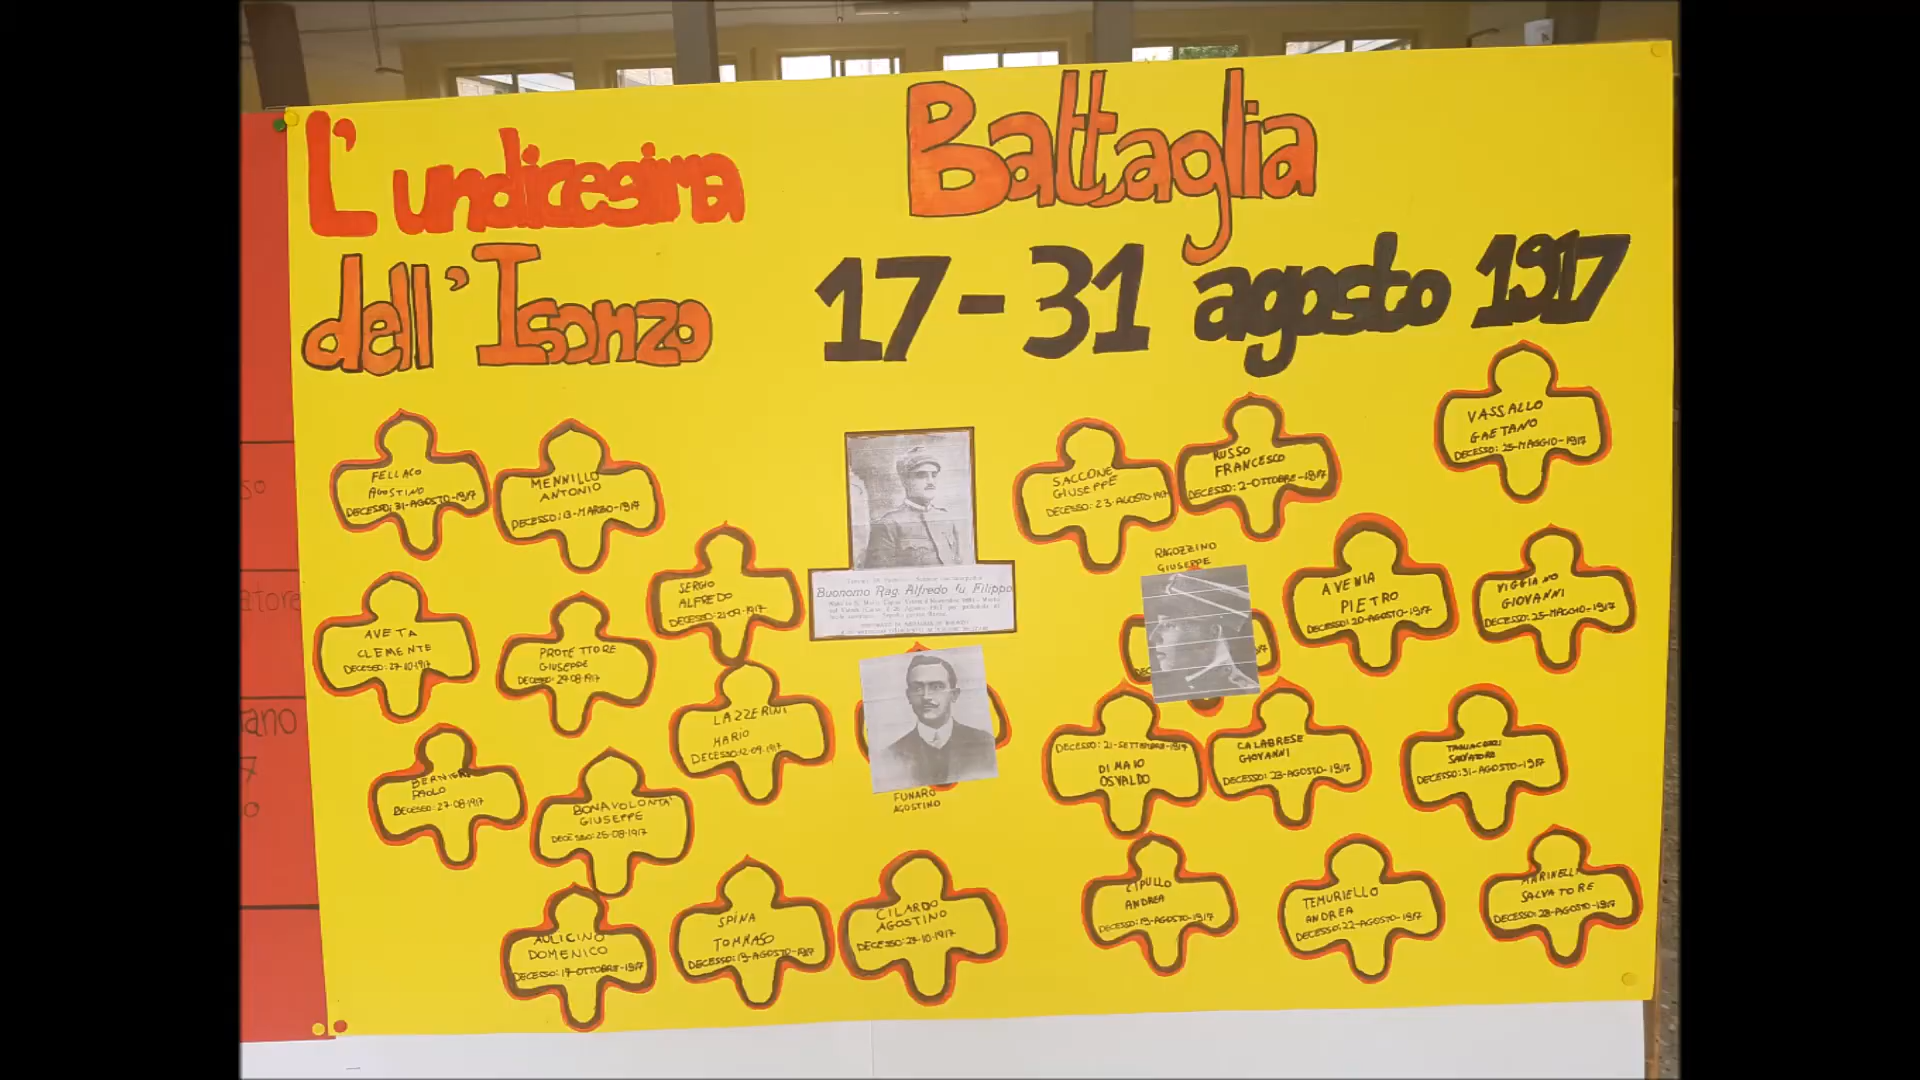 L'undicesima Battaglia
dell'Isonzo 17-31 agosto 1917
FELLACO
AGOSTINO
DECESSO: 31-AGOSTO-1917
MENNILLO
ANTONIO
DECESSO: 13-MARZO-1917
SERGIO
ALFREDO
DECESSO: 21-09-1917
AVETA
CLEMENTE
DECESSO: 27-10-1917
PROTETTORE
GIUSEPPE
DECESSO: 29-08-1917
LAZZERINI
MARIO
DECESSO: 12-09-1917
PAOLO
DECESSO: 27-08-1917
BONAVOLONTA'
GIUSEPPE
DECESSO: 26-08-1917
AULICINO
DOMENICO
DECESSO: 17-OTTOBRE-1917
SPINA
TOMMASO
DECESSO: 19-AGOSTO-1917
CILARDO
AGOSTINO
DECESSO: 27-10-1917
Buonomo Rag. Alfredo fu Filippo
FUNARO
AGOSTINO
SACCONE
GIUSEPPE
DECESSO: 23-AGOSTO-1917
RUSSO
FRANCESCO
DECESSO: 2-OTTOBRE-1917
VASSALLO
GAETANO
DECESSO: 25-MAGGIO-1917
RAGOZZINO
GIUSEPPE
AVENIA
PIETRO
DECESSO: 20-AGOSTO-1917
VIGGIANO
GIOVANNI
DECESSO: 25-MAGGIO-1917
DECESSO: 21-SETTEMBRE-1917
DI MAIO
OSVALDO
CALABRESE
GIOVANNI
DECESSO: 23-AGOSTO-1917
SALVATORE
DECESSO: 31-AGOSTO-1917
CIPULLO
ANDREA
DECESSO: 19-AGOSTO-1917
TEMURIELLO
ANDREA
DECESSO: 22-AGOSTO-1917
MARINELLI
SALVATORE
DECESSO: 28-AGOSTO-1917